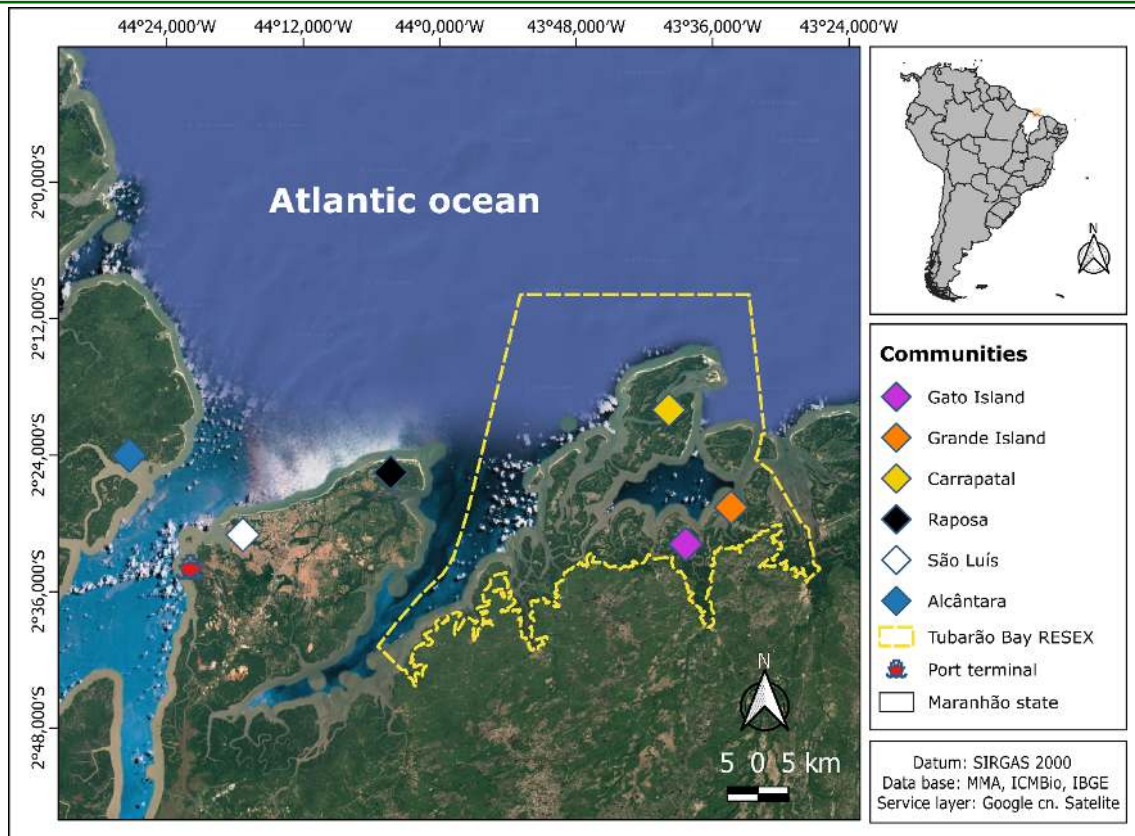 44°24,000′W 44°12,000′W 44°0,000′W 43°48,000′W 43°36,000′W 43°24,000′W
2°0,000′S
2°12,000′S
2°24,000′S
2°36,000′S
2°48,000′S
Atlantic ocean
N
5 0 5 km
N
Communities
Gato Island
Grande Island
Carrapatal
Raposa
São Luís
Alcântara
Tubarão Bay RESEX
Port terminal
Maranhão state
Datum: SIRGAS 2000
Data base: MMA, ICMBio, IBGE
Service layer: Google cn. Satelite